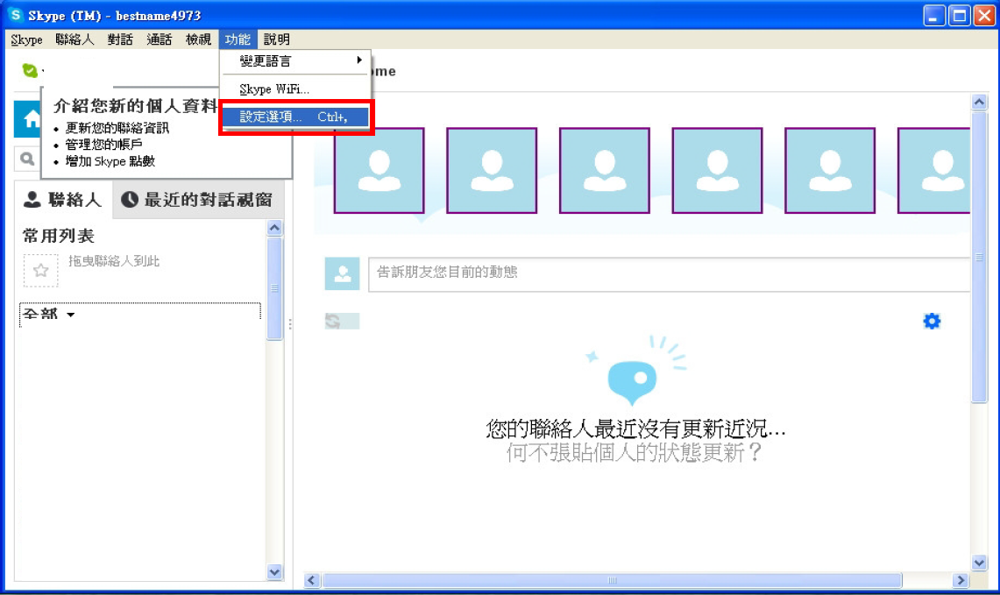 Skype (TM) - bestname4973
Skype 聯絡人 對話 通話 檢視 功能 說明
變更語言
me
Skype WiFi...
設定選項... Ctrl+,
介紹您新的個人資料
• 更新您的聯絡資訊
• 管理您的帳戶
• 增加 Skype 點數
聯絡人 最近的對話視窗
常用列表
拖曳聯絡人到此
告訴朋友您目前的動態
全部
您的聯絡人最近沒有更新近況...
何不張貼個人的狀態更新？